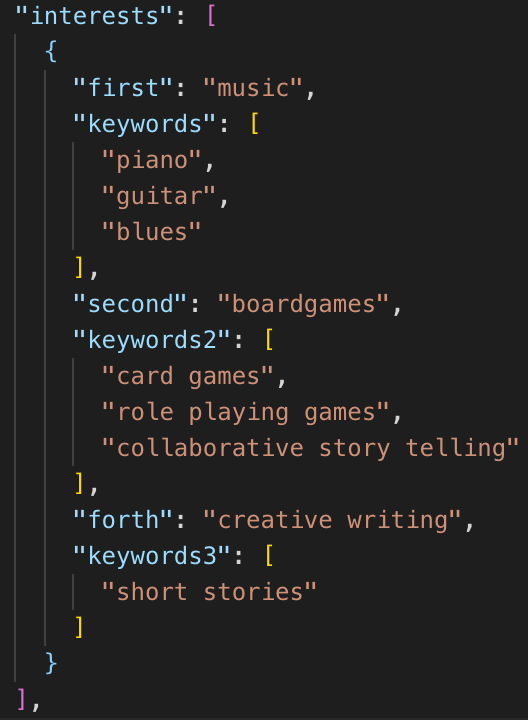 "interests": [
{
"first": "music",
"keywords": [
"piano",
"guitar",
"blues"
],
"second": "boardgames",
"keywords2": [
"card games",
"role playing games",
"collaborative story telling"
],
"forth": "creative writing",
"keywords3": [
"short stories"
]
}
],